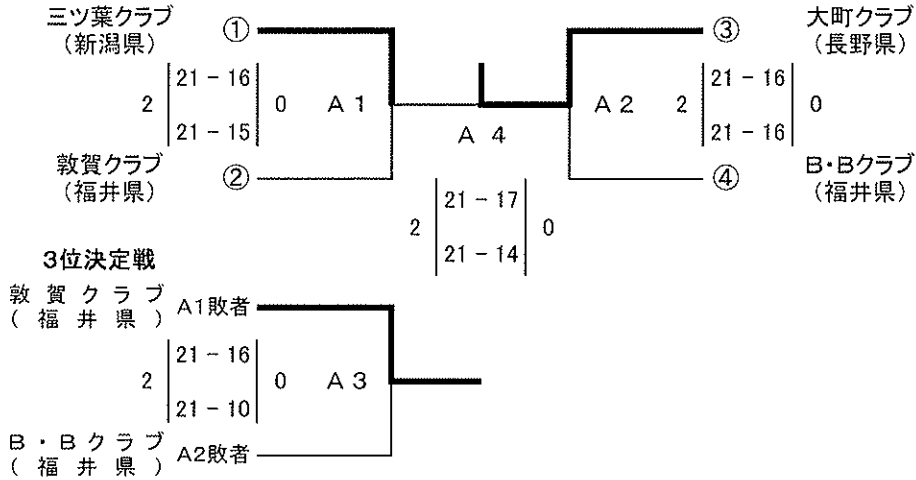 三ツ葉クラブ ① ③ 大町クラブ
(新潟県) (長野県)
2 21 - 16 0 A 1 A 2 2 21 - 16 0
21 - 15 A 4 21 - 16
敦賀クラブ ② ④ B・Bクラブ
(福井県) (福井県)
2 21 - 17 0
21 - 14
3位決定戦
敦賀クラブ A1敗者
(福井県)
2 21 - 16 0 A 3
21 - 10
B・Bクラブ A2敗者
(福井県)